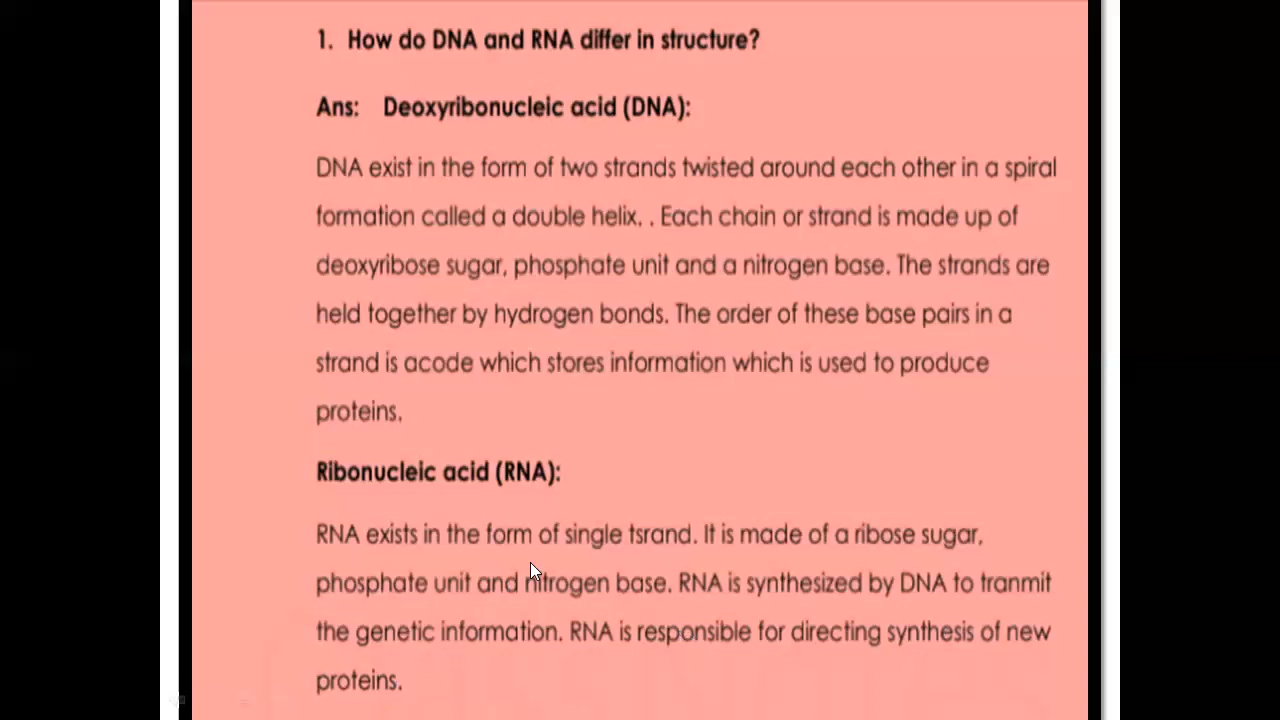 1. How do DNA and RNA differ in structure?
Ans: Deoxyribonucleic acid (DNA):
DNA exist in the form of two strands twisted around each other in a spiral
formation called a double helix. . Each chain or strand is made up of
deoxyribose sugar, phosphate unit and a nitrogen base. The strands are
held together by hydrogen bonds. The order of these base pairs in a
strand is acode which stores information which is used to produce
proteins.
Ribonucleic acid (RNA):
RNA exists in the form of single tsrand. It is made of a ribose sugar,
phosphate unit and nitrogen base. RNA is synthesized by DNA to tranmit
the genetic information. RNA is responsible for directing synthesis of new
proteins.